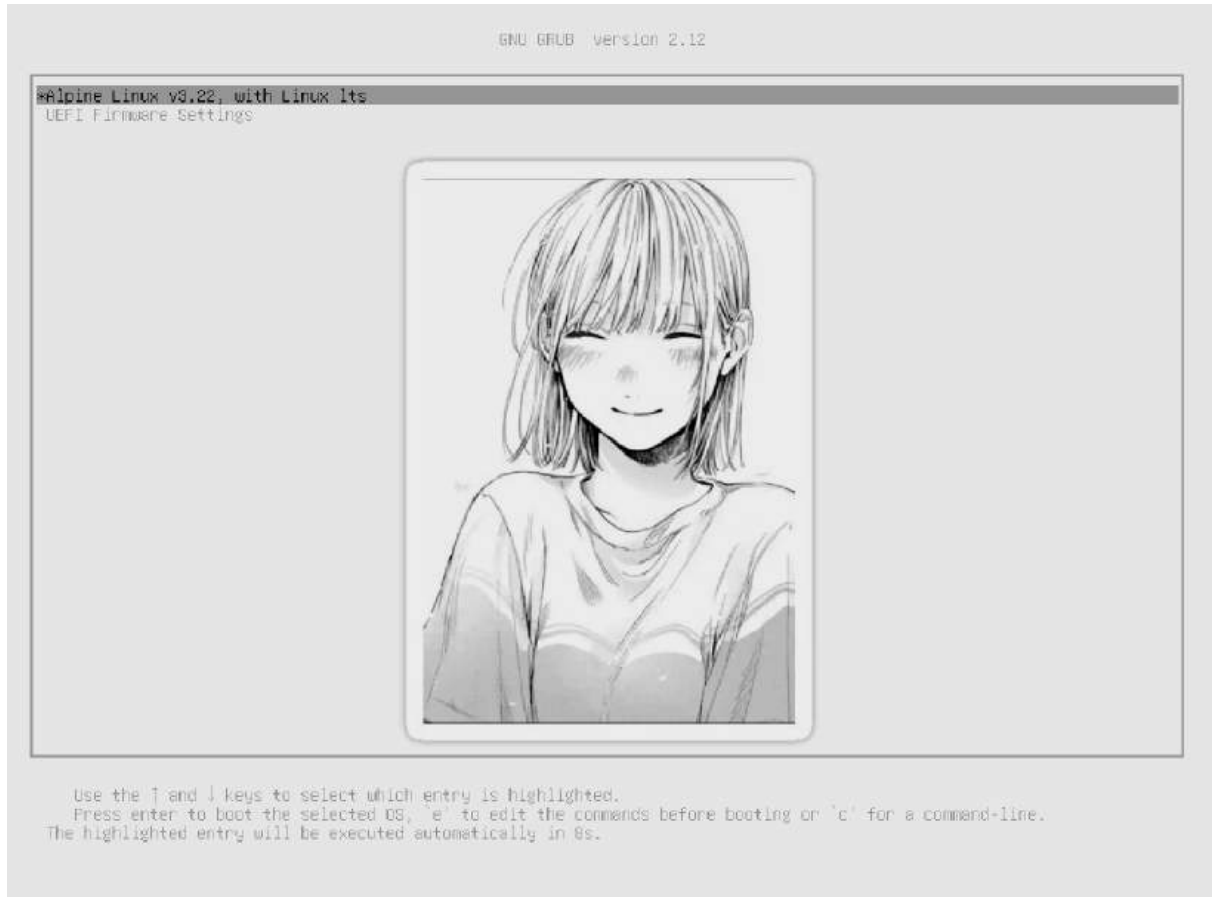 GNU GRUB  version 2.12
*Alpine Linux v3.22, with Linux lts
UEFI Firmware Settings
Use the ↑ and ↓ keys to select which entry is highlighted.
Press enter to boot the selected OS, `e' to edit the commands before booting or `c' for a command-line.
The highlighted entry will be executed automatically in 8s.